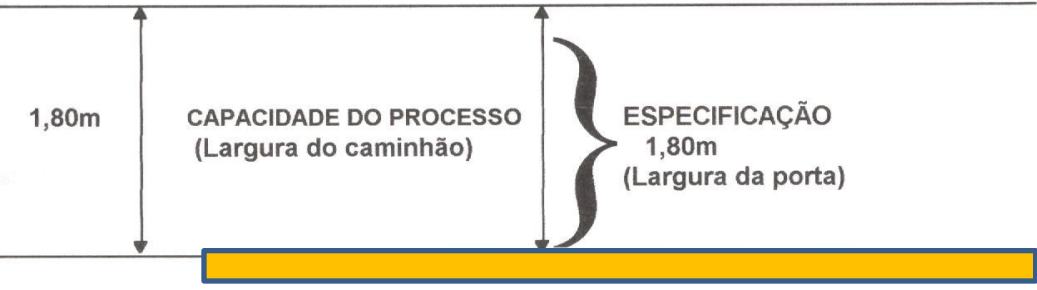 1,80m
CAPACIDADE DO PROCESSO
(Largura do caminhão)
ESPECIFICAÇÃO
1,80m
(Largura da porta)